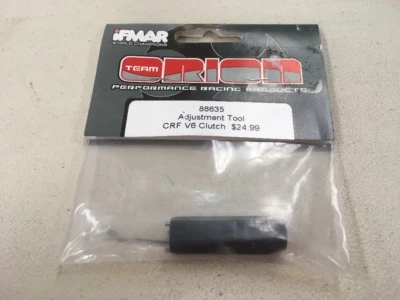 iFMAR
WORLD CHAMPIONS
TEAM
ORION
PERFORMANCE RACING PRODUCTS
88635
Adjustment Tool
CRF V6 Clutch $24.99